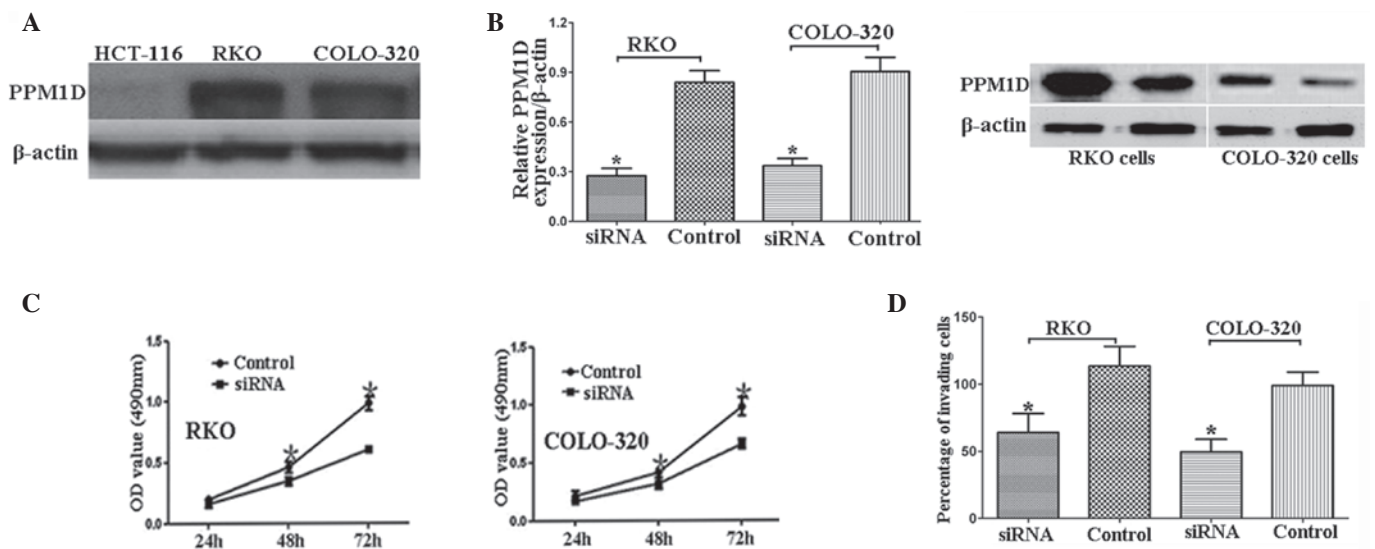 A
HCT-116 RKO COLO-320
PPM1D
β-actin
B
Relative PPM1D
expression/β-actin
1.2
0.9
0.6
0.3
0.0
RKO
COLO-320
*
*
siRNA Control siRNA Control
PPM1D
β-actin
RKO cells COLO-320 cells
C
OD value (490nm)
1.5
1.0
0.5
0.0
Control
siRNA
RKO
*
*
24h 48h 72h
OD value (490nm)
1.5
1.0
0.5
0.0
Control
siRNA
COLO-320
*
*
24h 48h 72h
D
Percentage of invading cells
150
100
50
0
RKO
COLO-320
*
*
siRNA Control siRNA Control